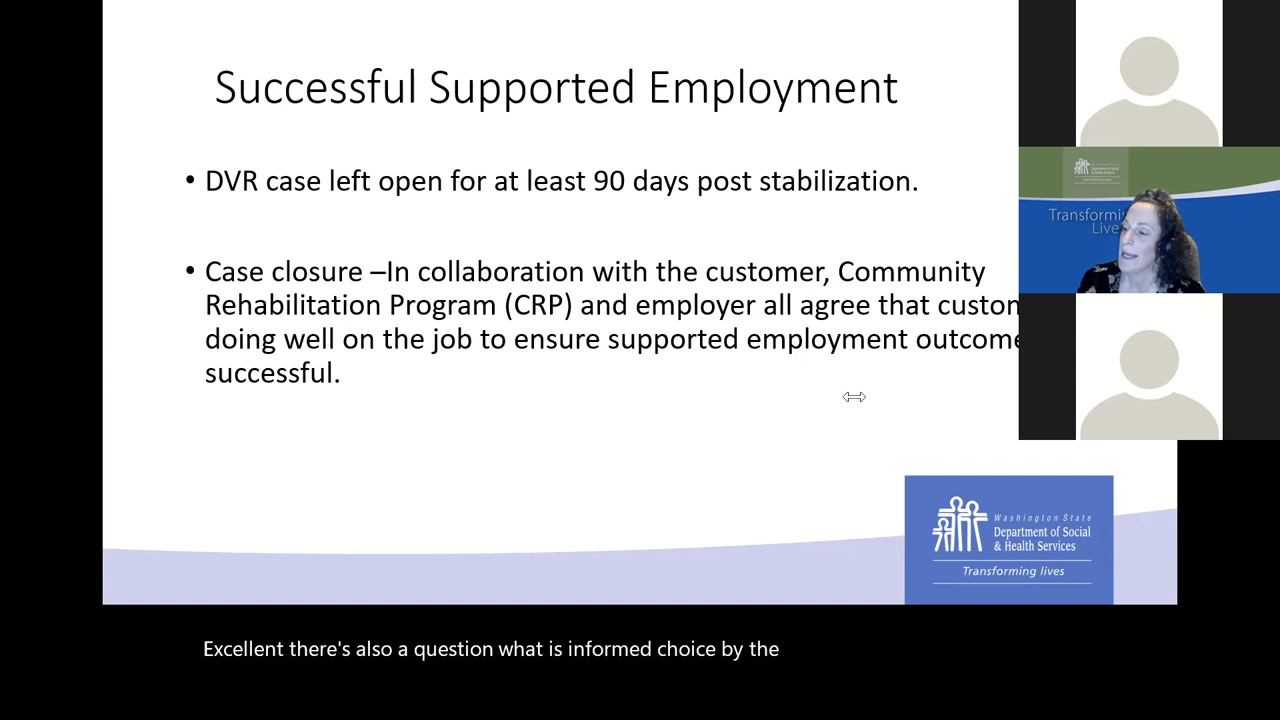 Successful Supported Employment
• DVR case left open for at least 90 days post stabilization.
• Case closure –In collaboration with the customer, Community
Rehabilitation Program (CRP) and employer all agree that custom
doing well on the job to ensure supported employment outcome
successful.
Transformi
Live
Washington State
Department of Social
& Health Services
Transforming lives
Excellent there's also a question what is informed choice by the